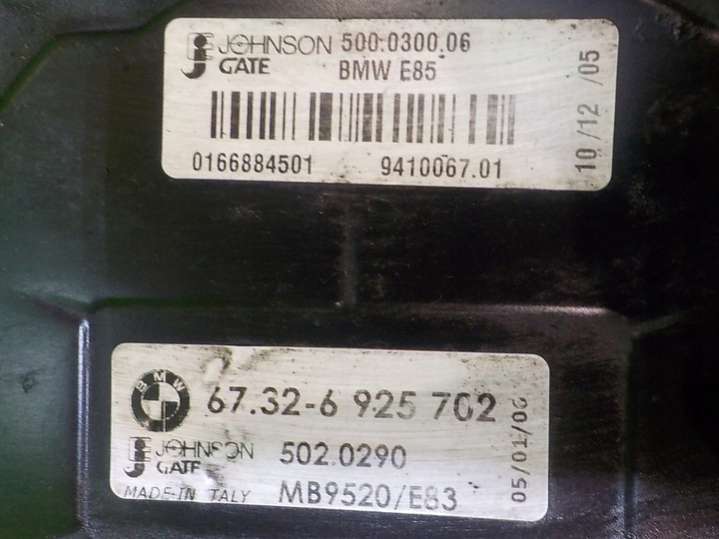 JOHNSON 500.0300.06
GATE BMW E85
0166884501 9410067.01
10/12/05
BMW
67.32-6 925 702
JOHNSON 502.0290
GATE
MADE-IN ITALY MB9520/E83
05/01/06